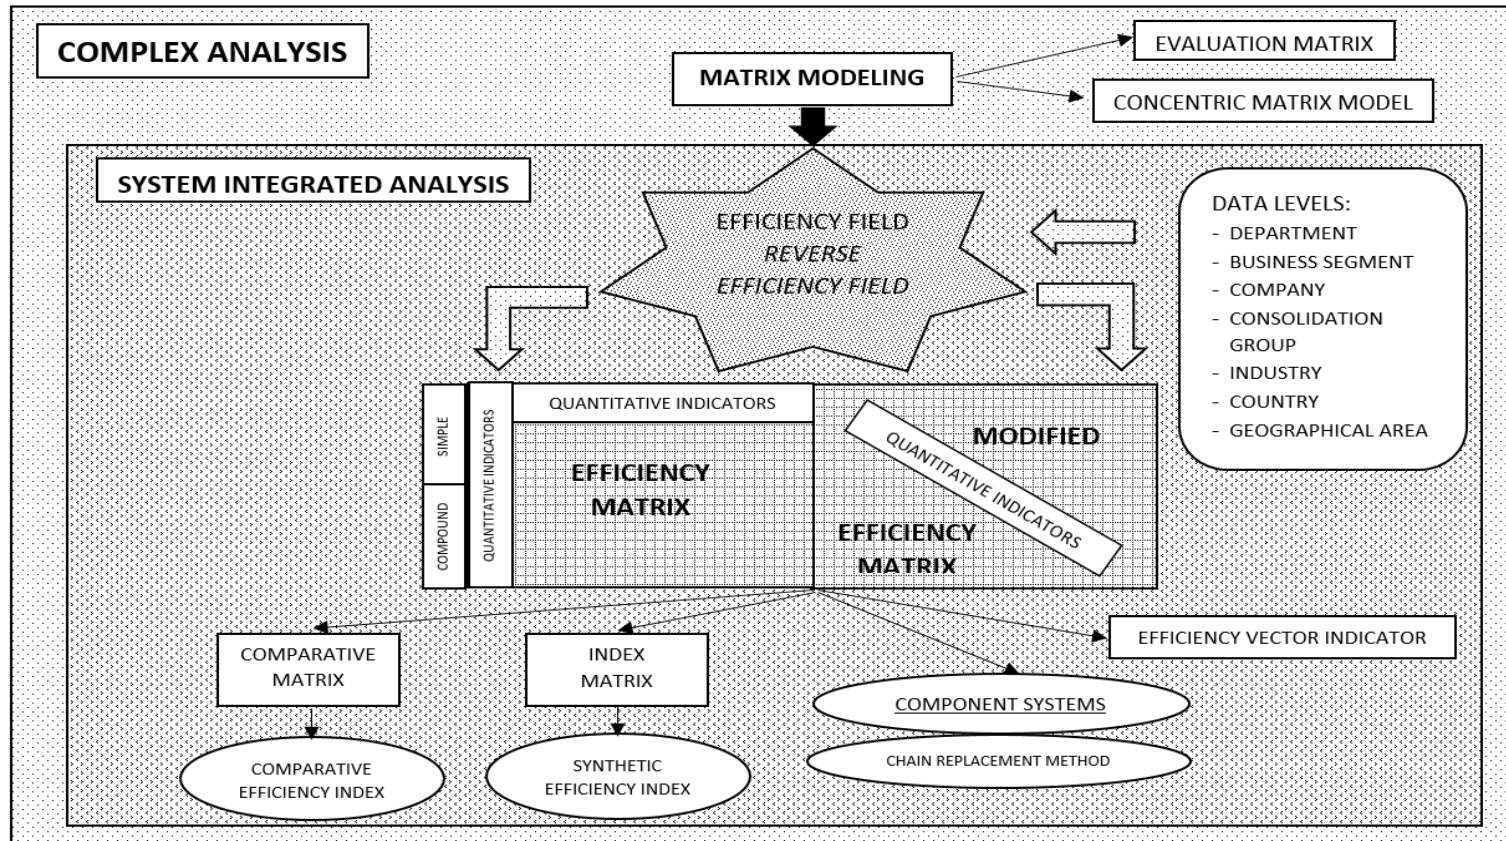 COMPLEX ANALYSIS
MATRIX MODELING
EVALUATION MATRIX
CONCENTRIC MATRIX MODEL
SYSTEM INTEGRATED ANALYSIS
EFFICIENCY FIELD
REVERSE
EFFICIENCY FIELD
DATA LEVELS:
- DEPARTMENT
- BUSINESS SEGMENT
- COMPANY
- CONSOLIDATION
GROUP
- INDUSTRY
- COUNTRY
- GEOGRAPHICAL AREA
SIMPLE
COMPOUND
QUANTITATIVE INDICATORS
QUANTITATIVE INDICATORS
EFFICIENCY
MATRIX
MODIFIED
QUANTITATIVE INDICATORS
EFFICIENCY
MATRIX
COMPARATIVE
MATRIX
INDEX
MATRIX
EFFICIENCY VECTOR INDICATOR
COMPONENT SYSTEMS
CHAIN REPLACEMENT METHOD
COMPARATIVE
EFFICIENCY INDEX
SYNTHETIC
EFFICIENCY INDEX